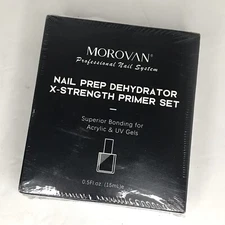 MOROVAN®
Professional Nail System
NAIL PREP DEHYDRATOR
X-STRENGTH PRIMER SET
Superior Bonding for
Acrylic & UV Gels
0.5Fl.oz. (15mL)